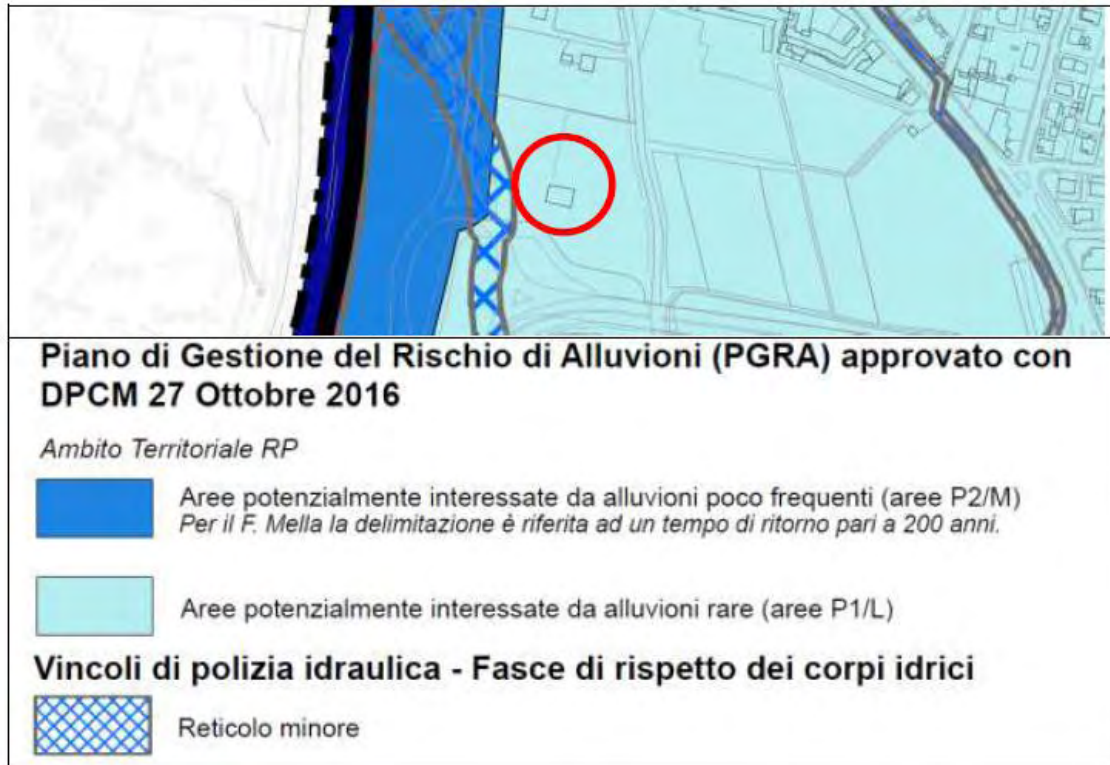 Piano di Gestione del Rischio di Alluvioni (PGRA) approvato con
DPCM 27 Ottobre 2016
Ambito Territoriale RP
Aree potenzialmente interessate da alluvioni poco frequenti (aree P2/M)
Per il F. Mella la delimitazione è riferita ad un tempo di ritorno pari a 200 anni.
Aree potenzialmente interessate da alluvioni rare (aree P1/L)
Vincoli di polizia idraulica - Fasce di rispetto dei corpi idrici
Reticolo minore